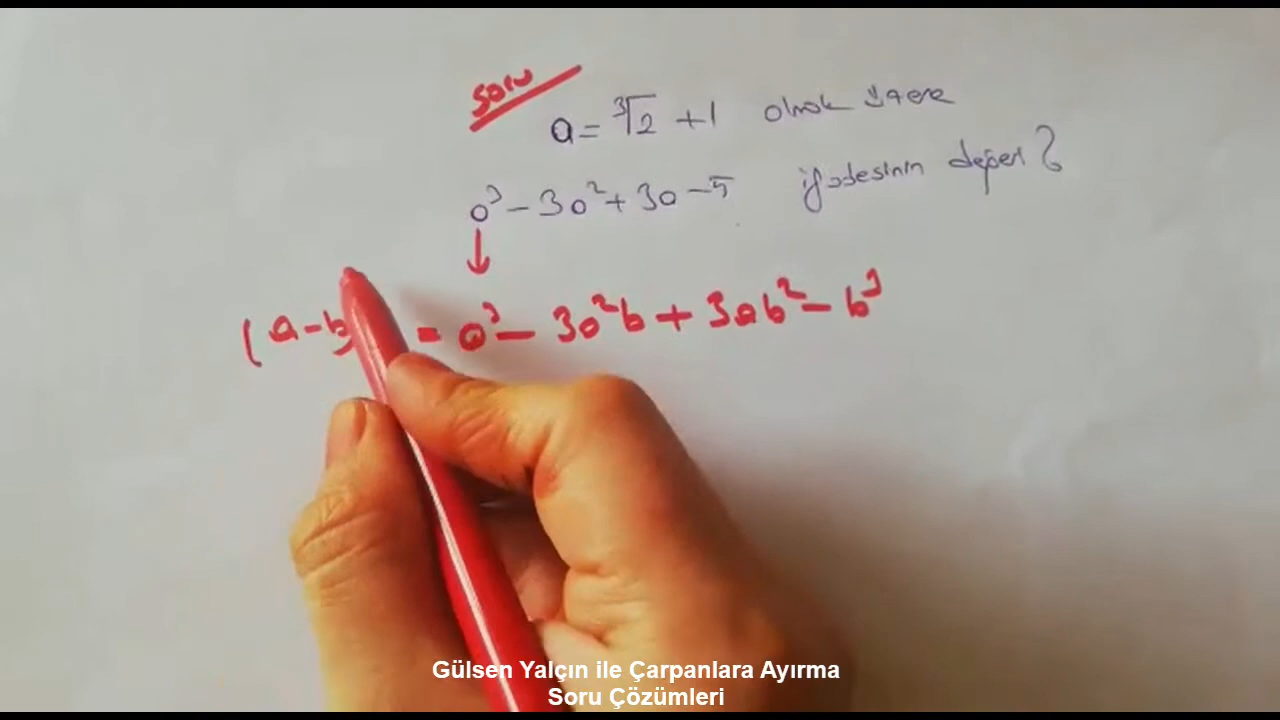 Soru
a = ∛2 + 1 olmak üzere
a³ − 3a² + 3a − 5 ifadesinin değeri ?
(a − b) = a³ − 3a²b + 3ab² − b³
Gülsen Yalçın ile Çarpanlara Ayırma
Soru Çözümleri